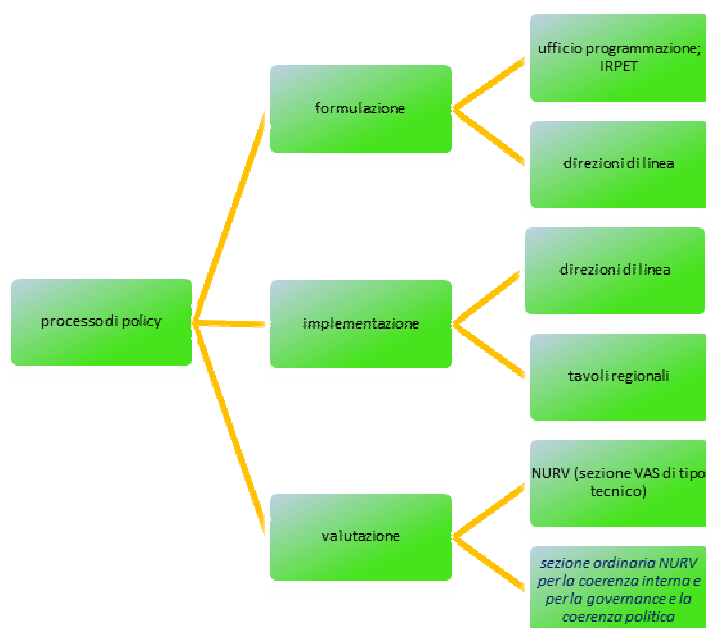 processo di policy
formulazione
ufficio programmazione;
IRPET
direzioni di linea
implementazione
direzioni di linea
tavoli regionali
valutazione
NURV (sezione VAS di tipo
tecnico)
sezione ordinaria NURV
per la coerenza interna e
per la governance e la
coerenza politica